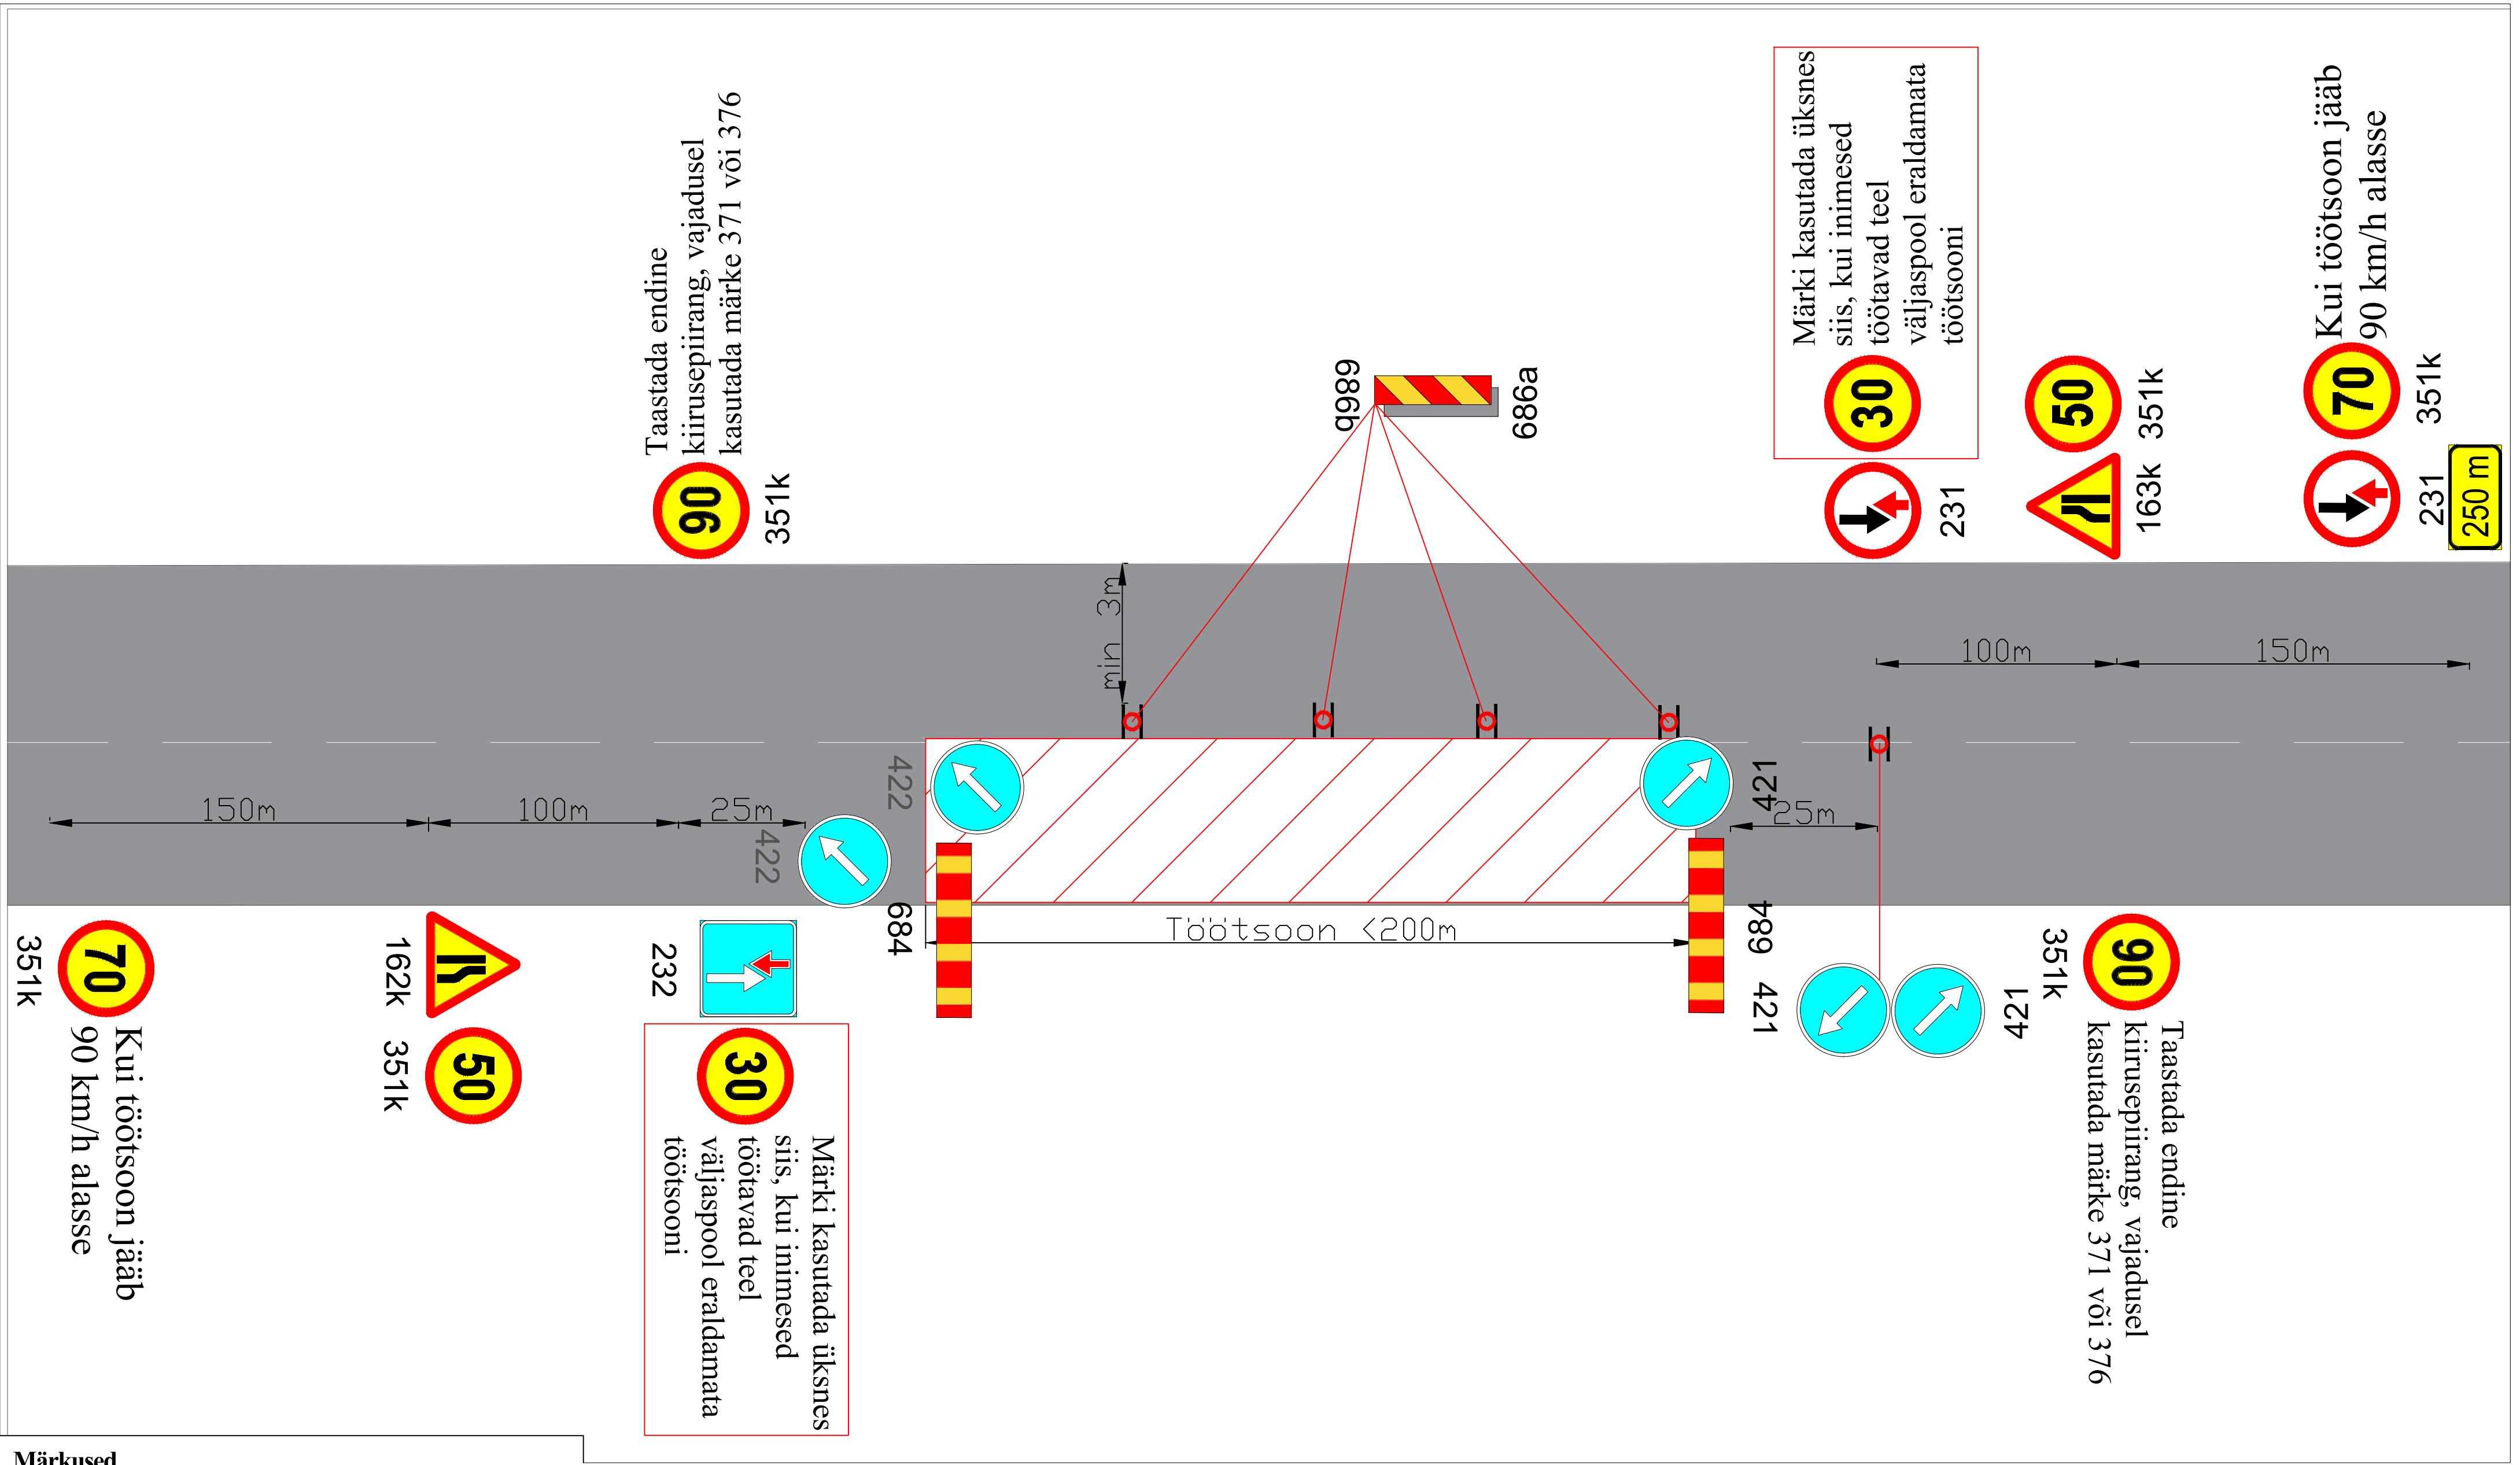 Taastada endine
kiirusepiirang, vajadusel
kasutada märke 371 või 376
90
351k
686b
686a
Märki kasutada üksnes
siis, kui inimesed
töötavad teel
väljaspool eraldamata
töötsooni
30
231
50
351k
163k
Kui töötsoon jääb
90 km/h alasse
70
351k
231
250 m
min 3m
100m
150m
150m
100m
25m
422
422
421
25m
684
Töötsoon <200m
684
351k
70
Kui töötsoon jääb
90 km/h alasse
162k
351k
50
232
30
Märki kasutada üksnes
siis, kui inimesed
töötavad teel
väljaspool eraldamata
töötsooni
421
421
351k
90
Taastada endine
kiirusepiirang, vajadusel
kasutada märke 371 või 376
Märkused